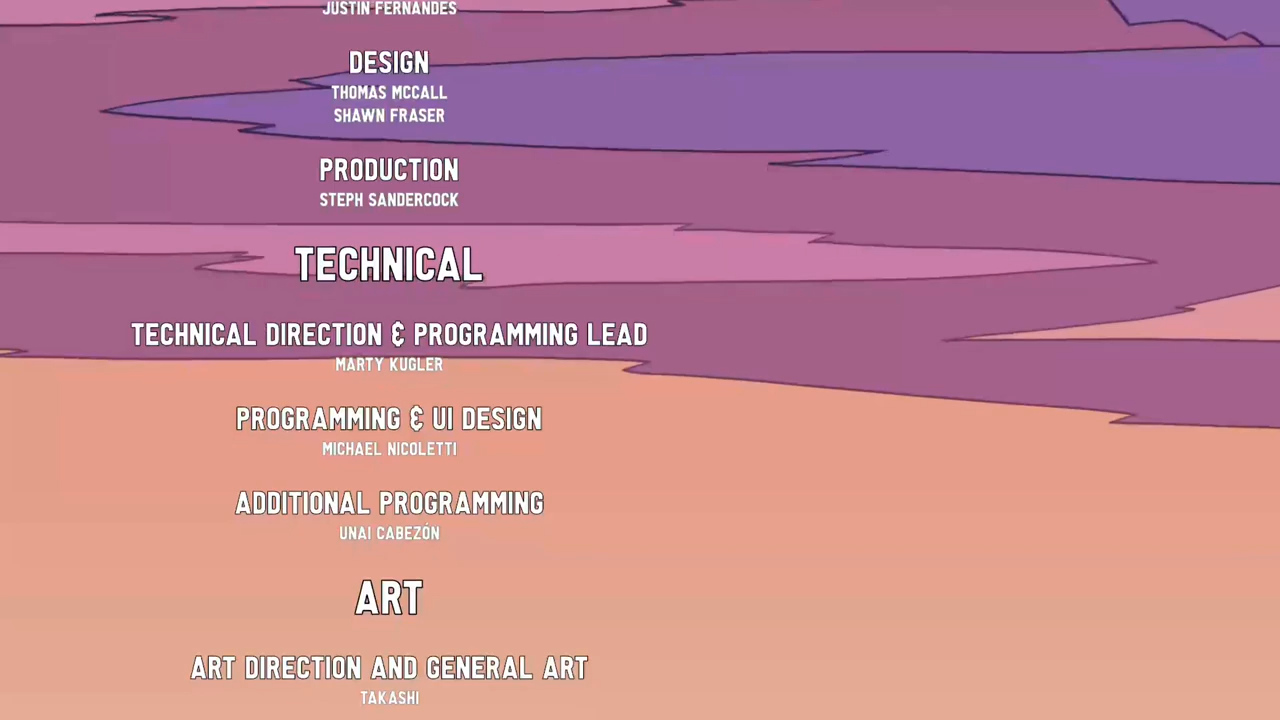 JUSTIN FERNANDES
DESIGN
THOMAS MCCALL
SHAWN FRASER
PRODUCTION
STEPH SANDERCOCK
TECHNICAL
TECHNICAL DIRECTION & PROGRAMMING LEAD
MARTY KUGLER
PROGRAMMING & UI DESIGN
MICHAEL NICOLETTI
ADDITIONAL PROGRAMMING
UNAI CABEZÓN
ART
ART DIRECTION AND GENERAL ART
TAKASHI